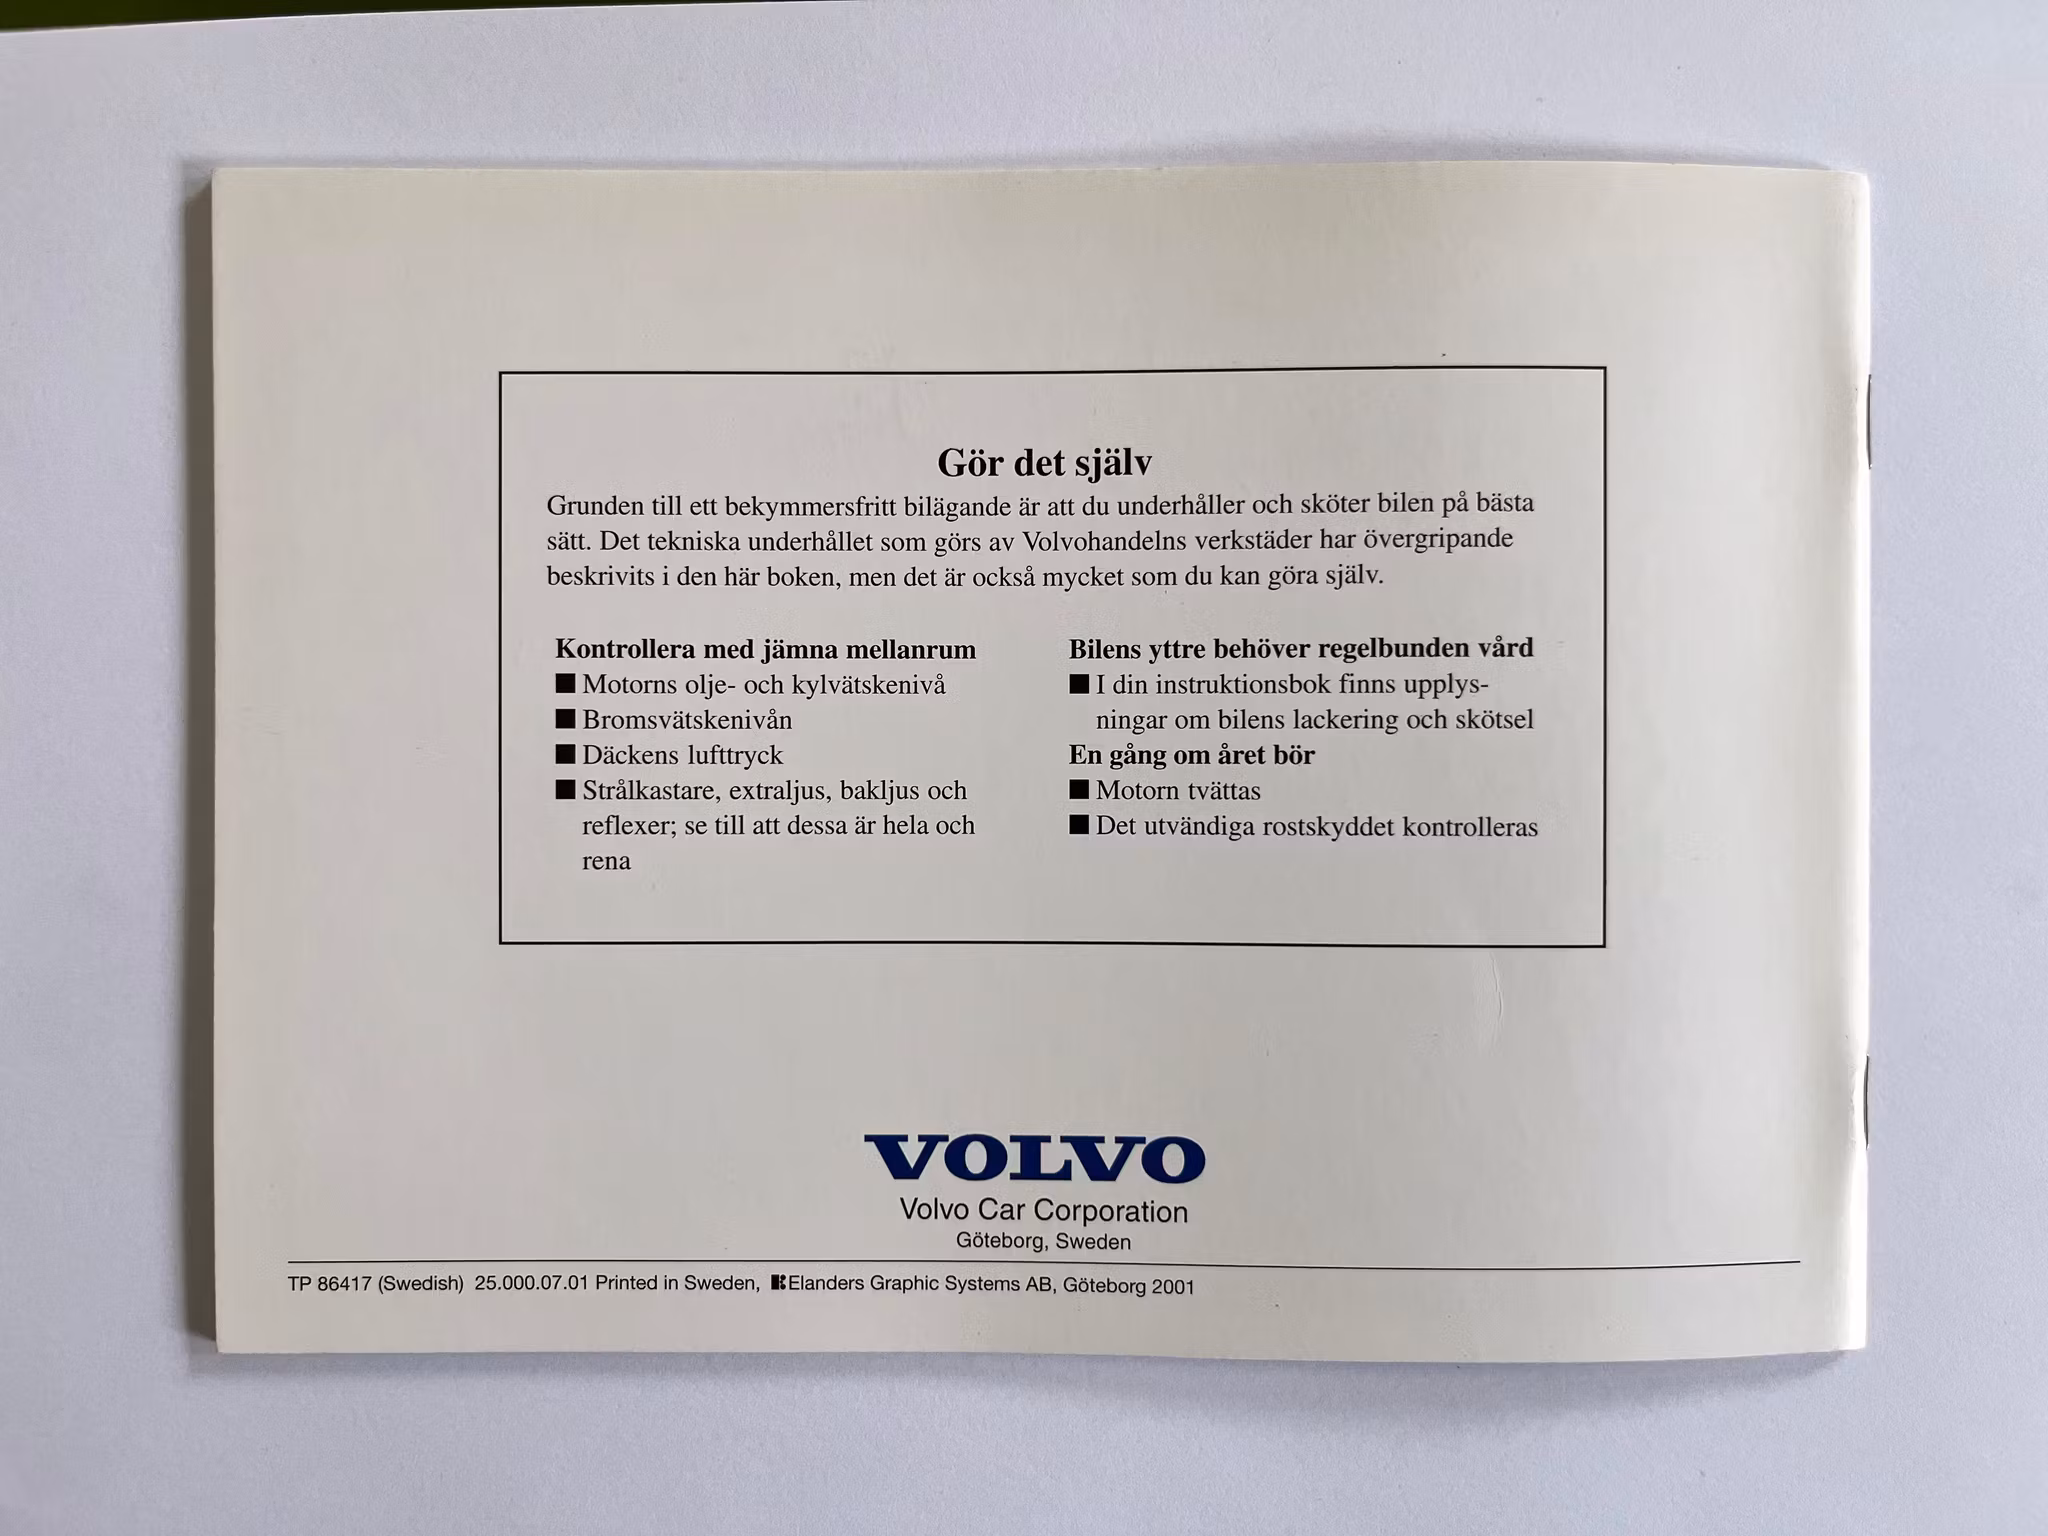 Gör det själv
Grunden till ett bekymmersfritt bilägande är att du underhåller och sköter bilen på bästa
sätt. Det tekniska underhållet som görs av Volvohandelns verkstäder har övergripande
beskrivits i den här boken, men det är också mycket som du kan göra själv.
Kontrollera med jämna mellanrum
■ Motorns olje- och kylvätskenivå
■ Bromsvätskenivån
■ Däckens lufttryck
■ Strålkastare, extraljus, bakljus och
reflexer; se till att dessa är hela och
rena
Bilens yttre behöver regelbunden vård
■ I din instruktionsbok finns upplys-
ningar om bilens lackering och skötsel
En gång om året bör
■ Motorn tvättas
■ Det utvändiga rostskyddet kontrolleras
VOLVO
Volvo Car Corporation
Göteborg, Sweden
TP 86417 (Swedish) 25.000.07.01 Printed in Sweden, Elanders Graphic Systems AB, Göteborg 2001